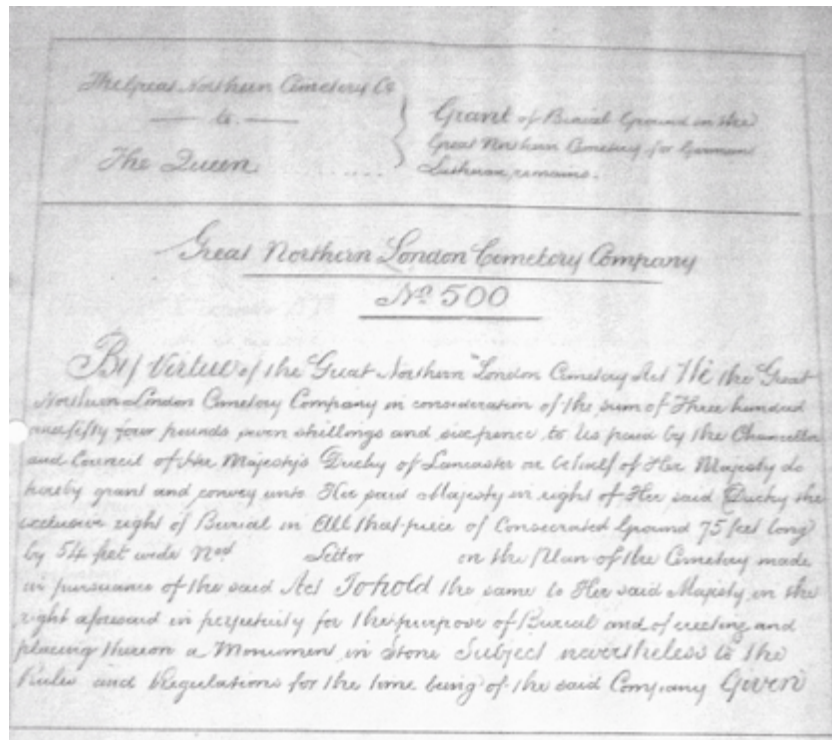 The Great Northern Cemetery Co
to
The Queen
Grant of Burial Ground in the
Great Northern Cemetery for German
Lutheran remains.
Great Northern London Cemetery Company
No 500
By Virtue of the "Great Northern" London Cemetery Act We the Great
Northern London Cemetery Company in consideration of the sum of Three hundred
and fifty four pounds seven shillings and sixpence to Us paid by the Chancellor
and Council of Her Majesty's Duchy of Lancaster on behalf of Her Majesty do
hereby grant and convey unto Her said Majesty in right of Her said Duchy the
exclusive right of Burial in All that piece of Consecrated Ground 75 feet long
by 54 feet wide Nod Letter on the Plan of the Cemetery made
in pursuance of the said Act To hold the same to Her said Majesty in the
right aforesaid in perpetuity for the purpose of Burial and of erecting and
placing thereon a Monument in Stone Subject nevertheless to the
Rules and Regulations for the time being of the said Company Given